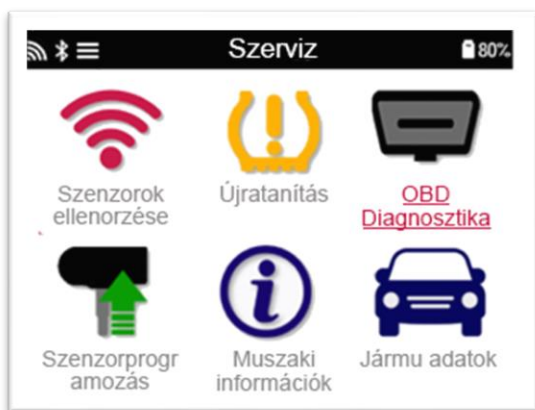 Szerviz
80%
Szenzorok
ellenorzése
Újratanítás
OBD
Diagnosztika
Szenzorprogr
amozás
Muszaki
információk
Jármu adatok